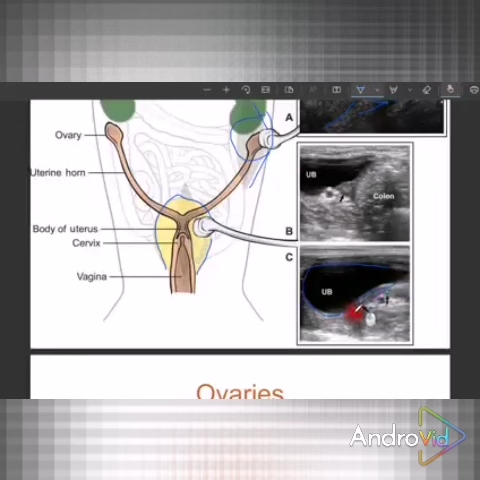 A
Ovary
Uterine horn
UB
Colon
Body of uterus
B
Cervix
C
Vagina
UB
Ovaries
AndroVid